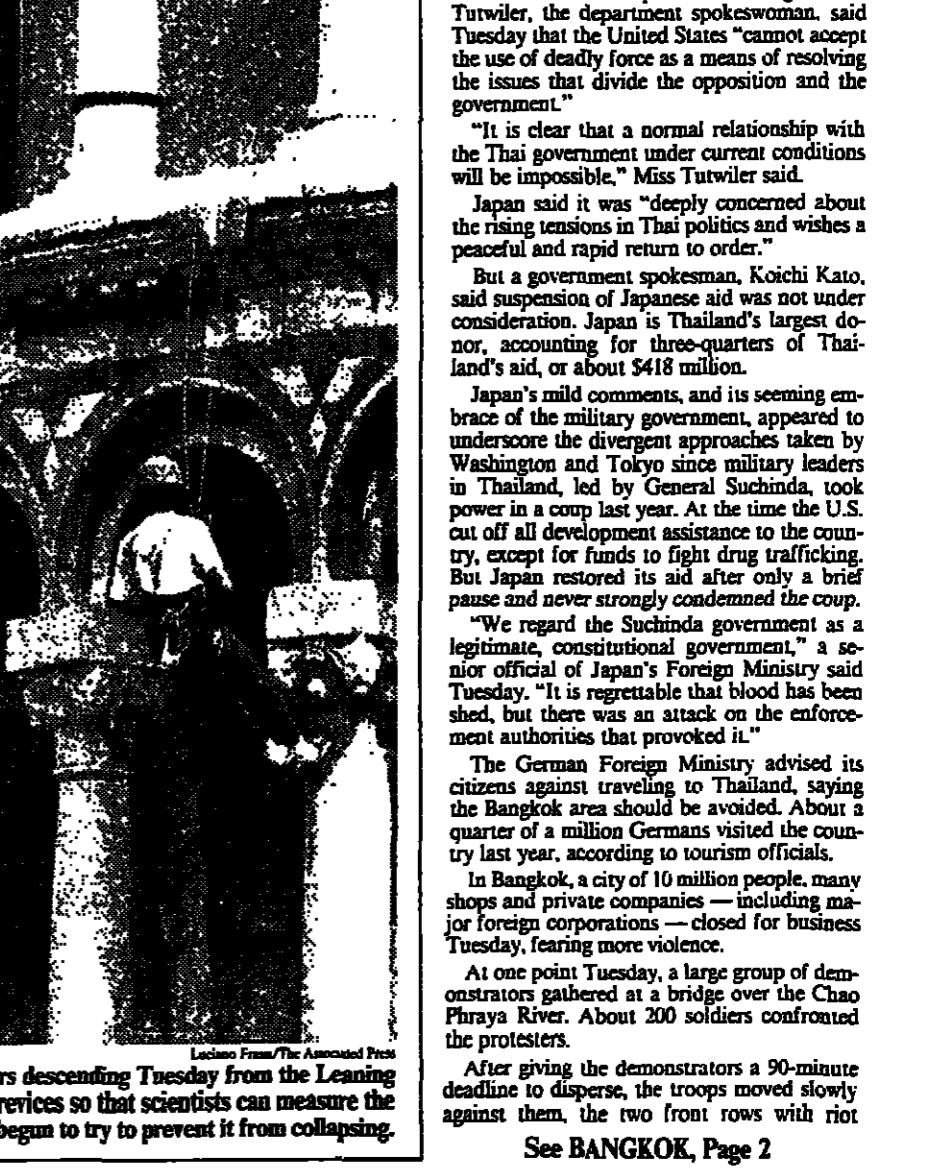 Tutwiler, the department spokeswoman, said
Tuesday that the United States “cannot accept
the use of deadly force as a means of resolving
the issues that divide the opposition and the
government.”
“It is clear that a normal relationship with
the Thai government under current conditions
will be impossible,” Miss Tutwiler said.
Japan said it was “deeply concerned about
the rising tensions in Thai politics and wishes a
peaceful and rapid return to order.”
But a government spokesman, Koichi Kato,
said suspension of Japanese aid was not under
consideration. Japan is Thailand's largest do-
nor, accounting for three-quarters of Thai-
land's aid, or about $418 million.
Japan's mild comments, and its seeming em-
brace of the military government, appeared to
underscore the divergent approaches taken by
Washington and Tokyo since military leaders
in Thailand, led by General Suchinda, took
power in a coup last year. At the time the U.S.
cut off all development assistance to the coun-
try, except for funds to fight drug trafficking.
But Japan restored its aid after only a brief
pause and never strongly condemned the coup.
“We regard the Suchinda government as a
legitimate, constitutional government,” a se-
nior official of Japan's Foreign Ministry said
Tuesday. “It is regrettable that blood has been
shed, but there was an attack on the enforce-
ment authorities that provoked it.”
The German Foreign Ministry advised its
citizens against traveling to Thailand, saying
the Bangkok area should be avoided. About a
quarter of a million Germans visited the coun-
try last year, according to tourism officials.
In Bangkok, a city of 10 million people, many
shops and private companies — including ma-
jor foreign corporations — closed for business
Tuesday, fearing more violence.
At one point Tuesday, a large group of dem-
onstrators gathered at a bridge over the Chao
Phraya River. About 200 soldiers confronted
the protesters.
After giving the demonstrators a 90-minute
deadline to disperse, the troops moved slowly
against them, the two front rows with riot
See BANGKOK, Page 2
Luciano /The Associated Press
rs descending Tuesday from the Leaning
revices so that scientists can measure the
begun to try to prevent it from collapsing.